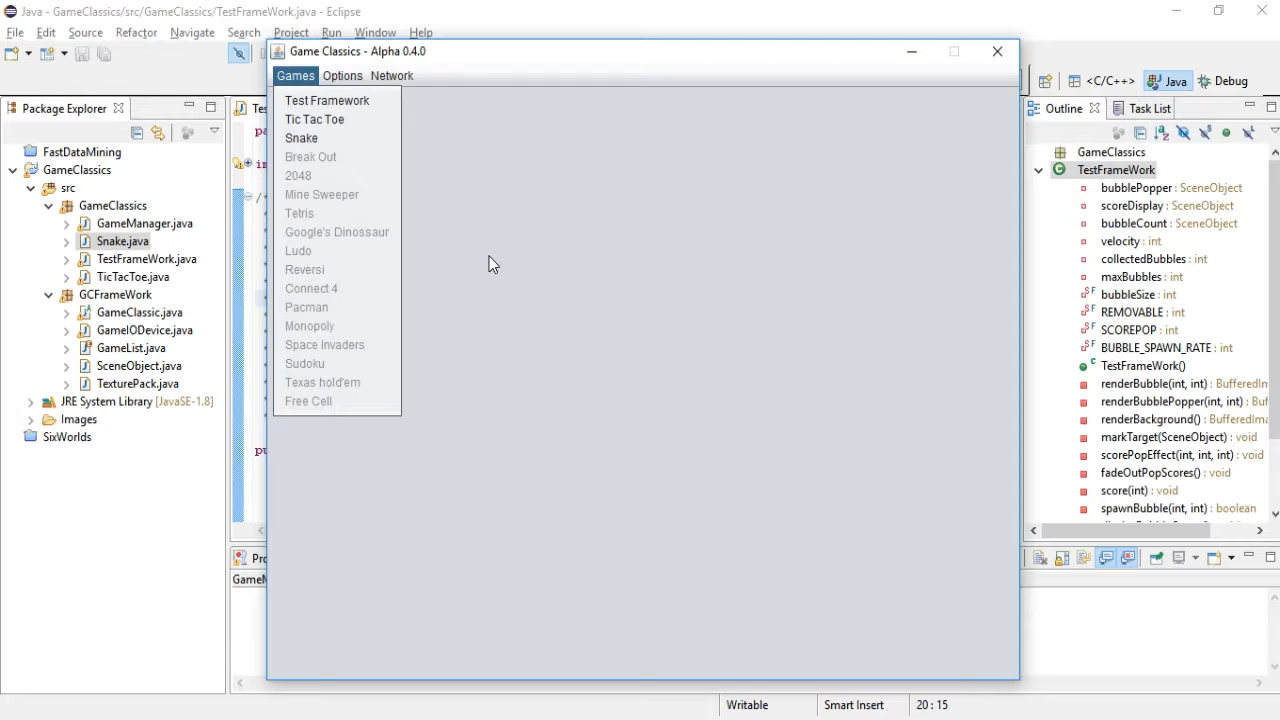 Java - GameClassics/src/GameClassics/TestFrameWork.java - Eclipse
File Edit Source Refactor Navigate Search Project Run Window Help
Game Classics - Alpha 0.4.0
Games Options Network
Test Framework
Tic Tac Toe
Snake
Break Out
2048
Mine Sweeper
Tetris
Google's Dinossaur
Ludo
Reversi
Connect 4
Pacman
Monopoly
Space Invaders
Sudoku
Texas hold'em
Free Cell
<C/C++> Java Debug
Package Explorer
FastDataMining
GameClassics
src
GameClassics
GameManager.java
Snake.java
TestFrameWork.java
TicTacToe.java
GCFrameWork
GameClassic.java
GameIODevice.java
GameList.java
SceneObject.java
TexturePack.java
JRE System Library [JavaSE-1.8]
Images
SixWorlds
Outline Task List
GameClassics
TestFrameWork
bubblePopper : SceneObject
scoreDisplay : SceneObject
bubbleCount : SceneObject
velocity : int
collectedBubbles : int
maxBubbles : int
bubbleSize : int
REMOVABLE : int
SCOREPOP : int
BUBBLE_SPAWN_RATE : int
TestFrameWork()
renderBubble(int, int) : BufferedIma
renderBubblePopper(int, int) : Buf
renderBackground() : BufferedImag
markTarget(SceneObject) : void
scorePopEffect(int, int, int) : void
fadeOutPopScores() : void
score(int) : void
spawnBubble(int, int) : boolean
Writable Smart Insert 20 : 15